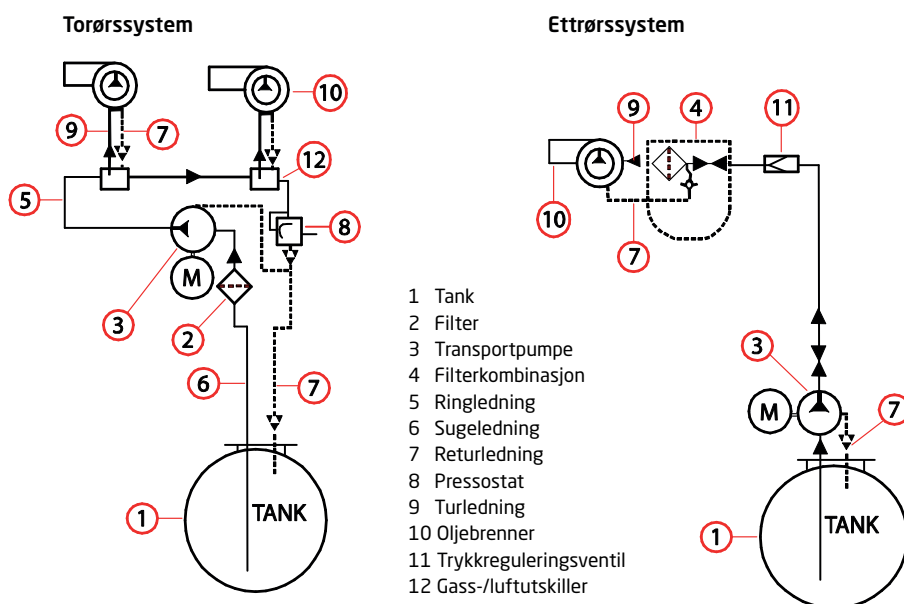 Torørssystem
Ettrørssystem
10
9
7
12
5
8
M
3
2
6
7
1
TANK
9
4
11
10
7
3
M
7
1
TANK
1 Tank
2 Filter
3 Transportpumpe
4 Filterkombinasjon
5 Ringledning
6 Sugeledning
7 Returledning
8 Pressostat
9 Turledning
10 Oljebrenner
11 Trykkreguleringsventil
12 Gass-/luftutskiller